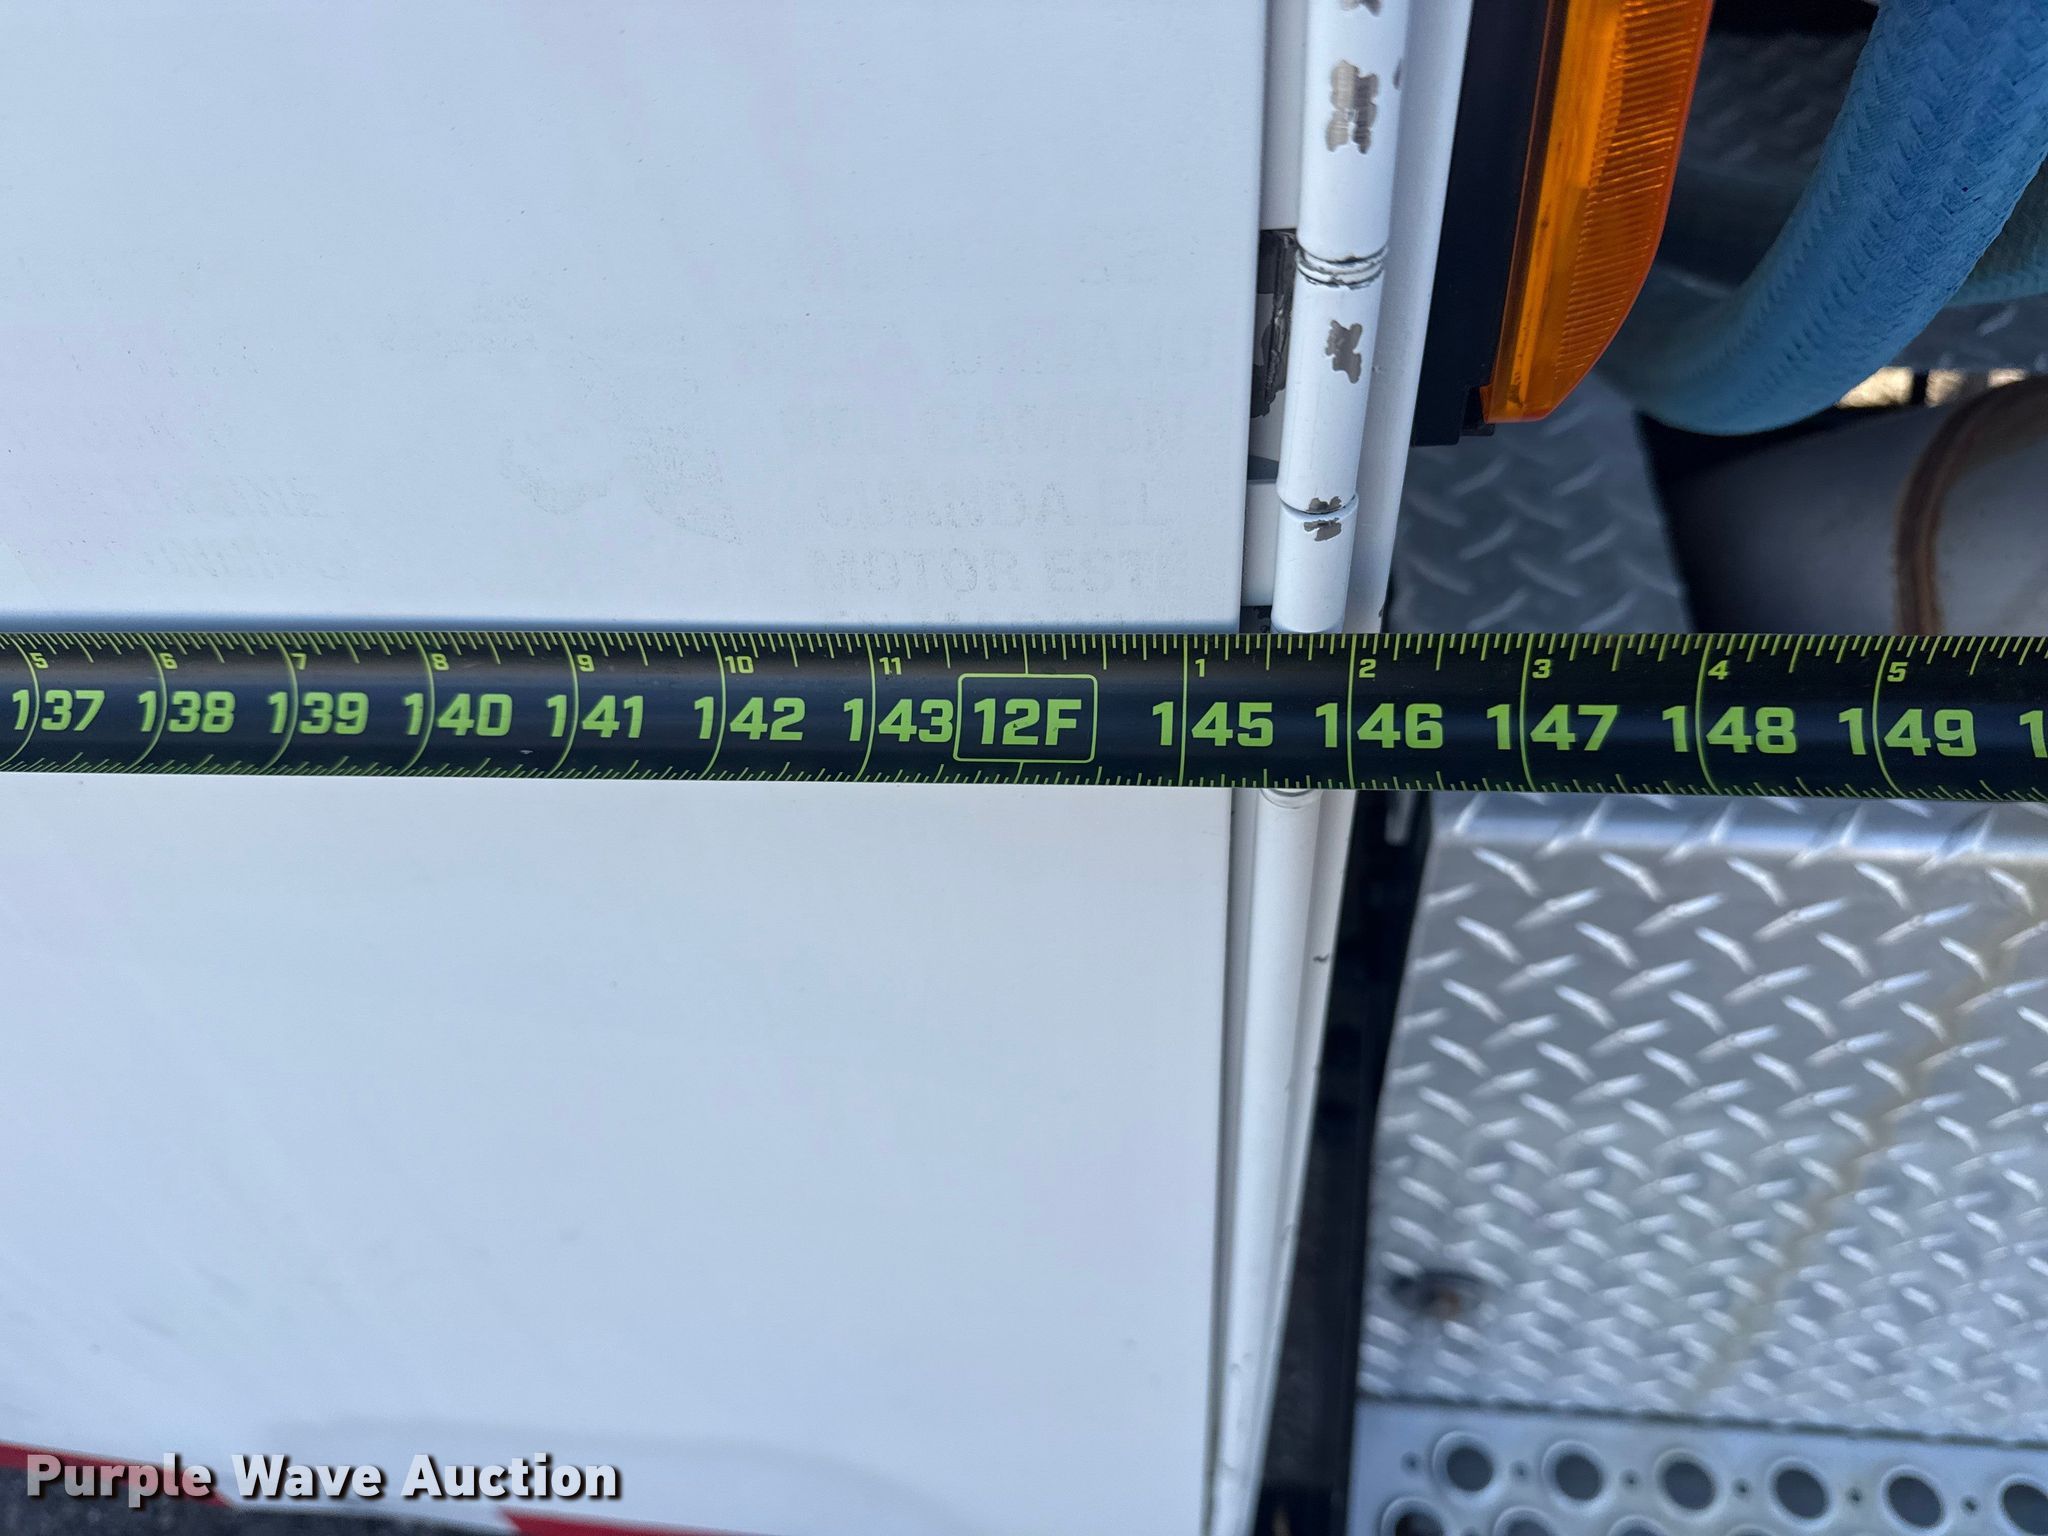 MOTOR ESTE
5 6 7 8 9 10 11 1 2 3 4 5
137 138 139 140 141 142 143 12F 145 146 147 148 149
Purple Wave Auction